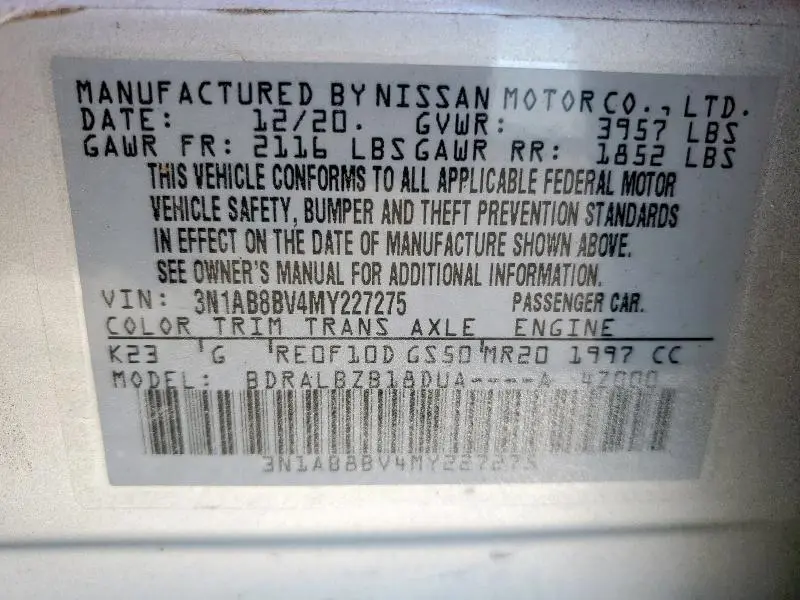 MANUFACTURED BY NISSAN MOTOR CO., LTD.
DATE: 12/20. GVWR: 3957 LBS
GAWR FR: 2116 LBS GAWR RR: 1852 LBS
THIS VEHICLE CONFORMS TO ALL APPLICABLE FEDERAL MOTOR
VEHICLE SAFETY, BUMPER AND THEFT PREVENTION STANDARDS
IN EFFECT ON THE DATE OF MANUFACTURE SHOWN ABOVE.
SEE OWNER'S MANUAL FOR ADDITIONAL INFORMATION.
VIN: 3N1AB8BV4MY227275 PASSENGER CAR.
COLOR TRIM TRANS AXLE ENGINE
K23 'G 'RE0F10D GS50'MR20 1997 CC
MODEL: BDRALBZB18DUA----A 47000
3N1AB8BV4MY227275